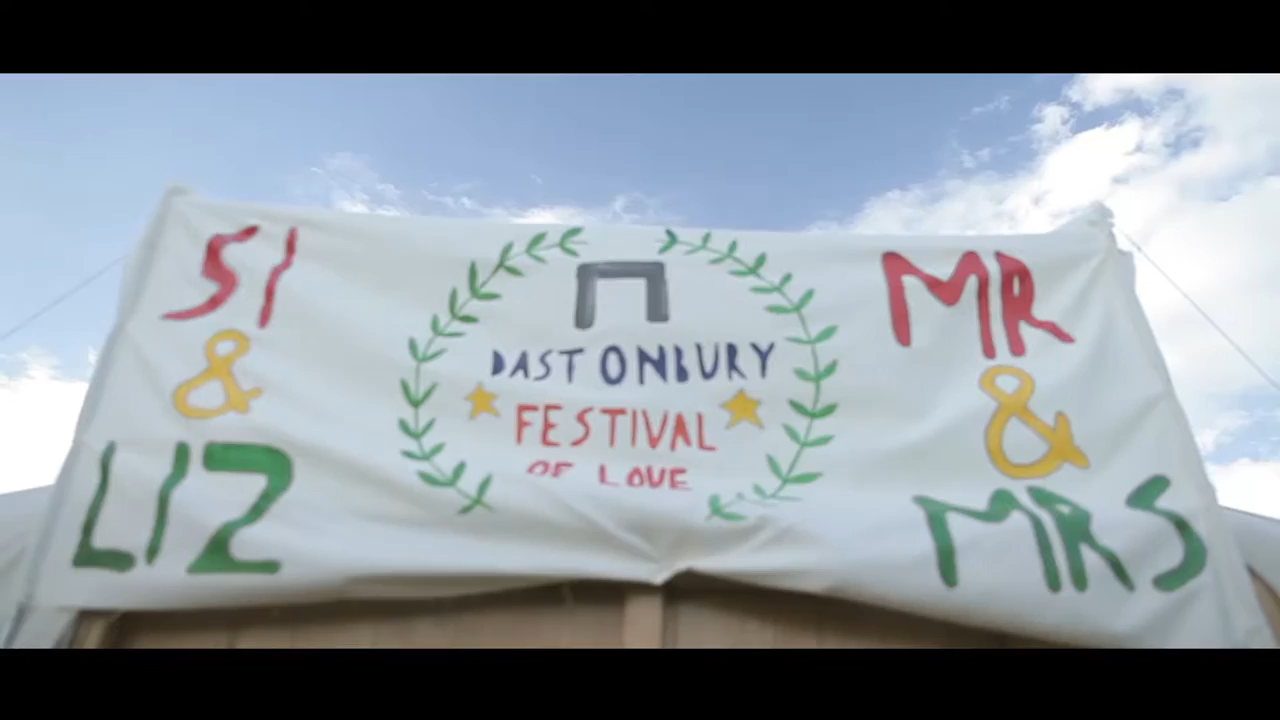 SI
&
LIZ
DASTONBURY
FESTIVAL
OF LOVE
MR
&
MRS